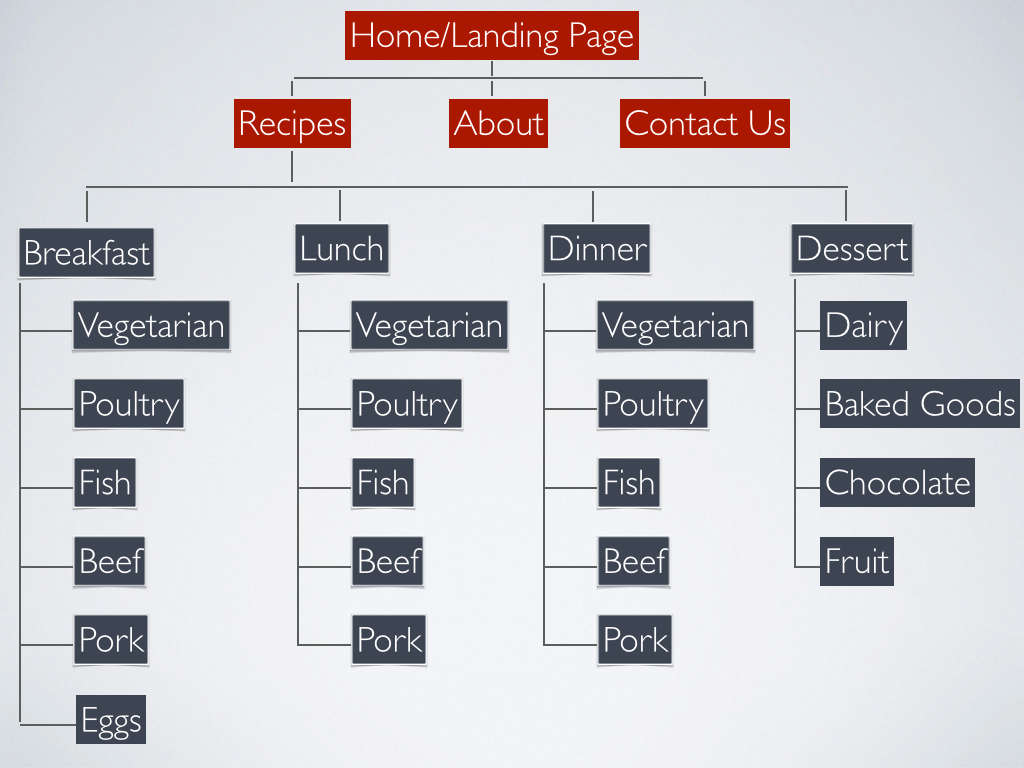 Home/Landing Page
Recipes
About
Contact Us
Breakfast
Vegetarian
Poultry
Fish
Beef
Pork
Eggs
Lunch
Vegetarian
Poultry
Fish
Beef
Pork
Dinner
Vegetarian
Poultry
Fish
Beef
Pork
Dessert
Dairy
Baked Goods
Chocolate
Fruit